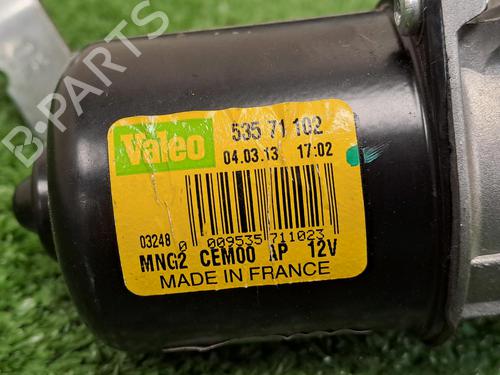 B-PARTS
Valeo
535 71 102
04.03.13 17:02
03248
0 009535 711023
MNG2 CEM00 AP 12V
MADE IN FRANCE